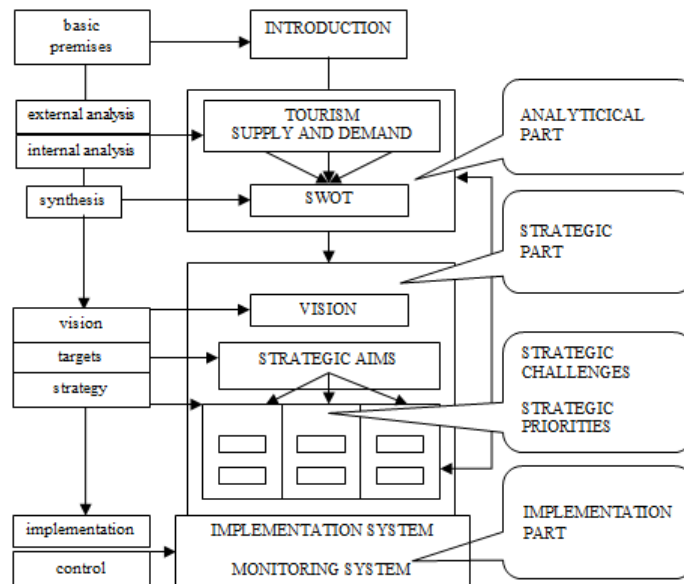 basic
premises
INTRODUCTION
external analysis
internal analysis
TOURISM
SUPPLY AND DEMAND
ANALYTICICAL
PART
synthesis
SWOT
STRATEGIC
PART
vision
targets
strategy
VISION
STRATEGIC AIMS
STRATEGIC
CHALLENGES
STRATEGIC
PRIORITIES
implementation
control
IMPLEMENTATION SYSTEM
MONITORING SYSTEM
IMPLEMENTATION
PART